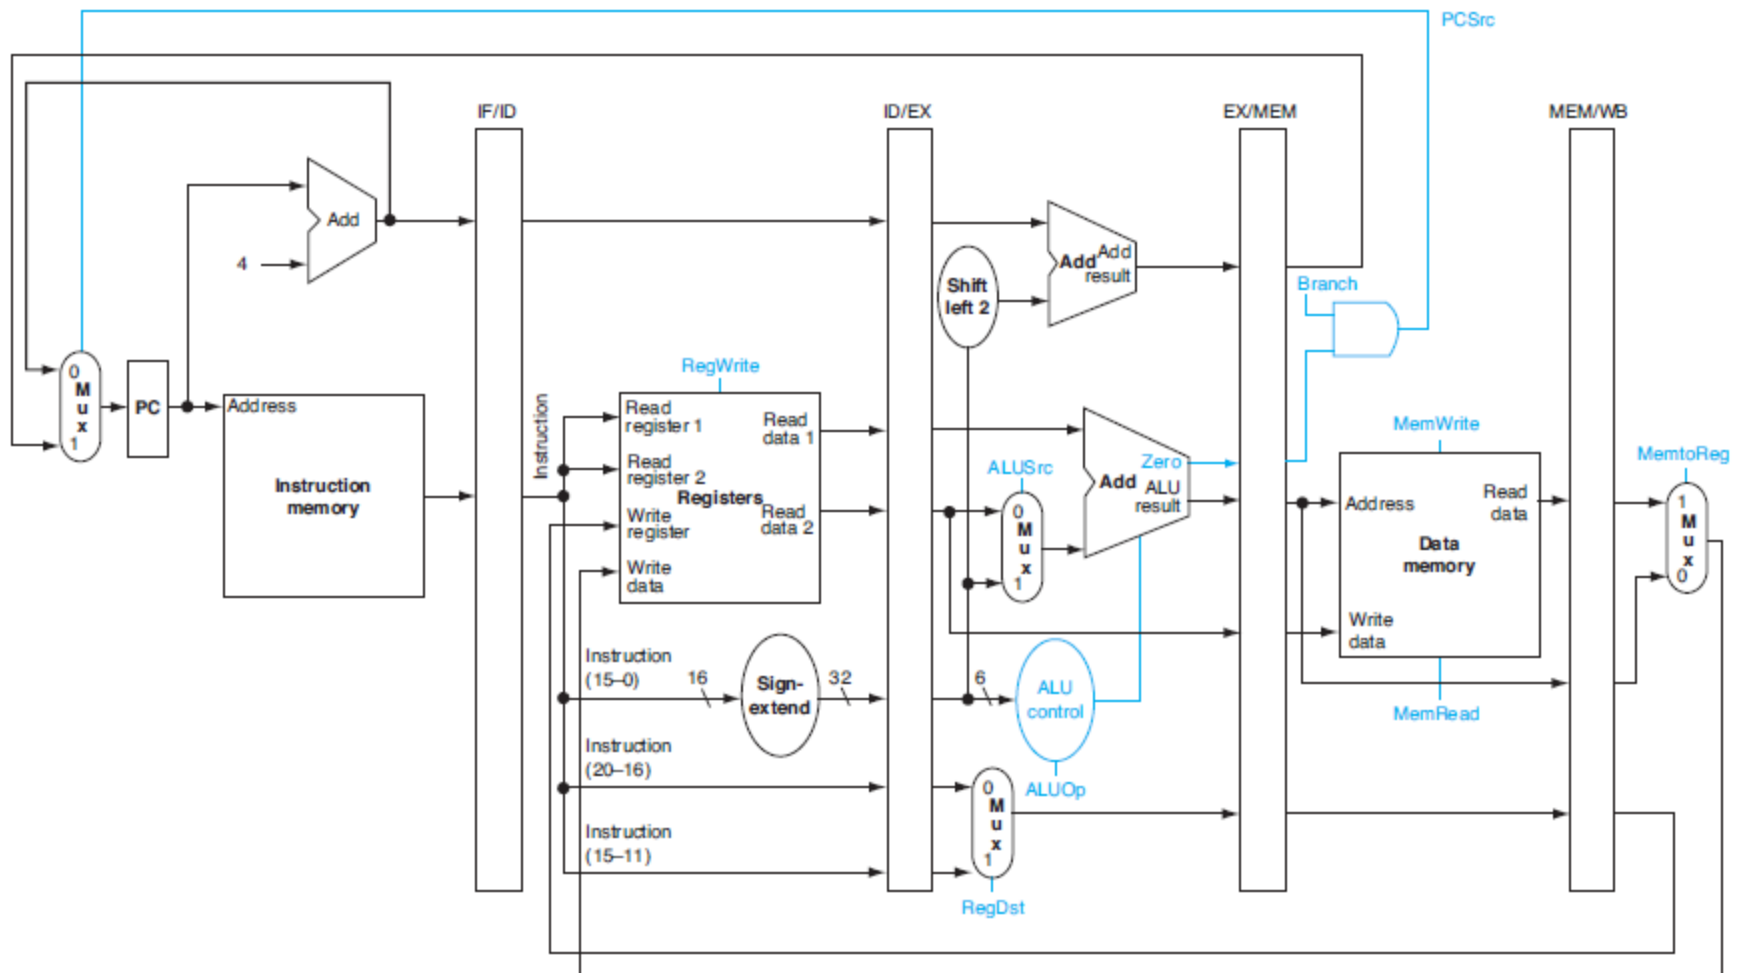 PCSrc
IF/ID
ID/EX
EX/MEM
MEM/WB
Add
4
Add Add
result
Shift
left 2
Branch
0
M
u
x
1
PC
Address
Instruction
memory
Instruction
RegWrite
Read
register 1
Read
data 1
Read
register 2
Registers
Write
register
Read
data 2
Write
data
ALUSrc
0
M
u
x
1
Zero
Add ALU
result
MemWrite
Address
Read
data
Data
memory
Write
data
MemRead
MemtoReg
1
M
u
x
0
Instruction
(15–0)
16
Sign-
extend
32
6
ALU
control
ALUOp
Instruction
(20–16)
Instruction
(15–11)
0
M
u
x
1
RegDst